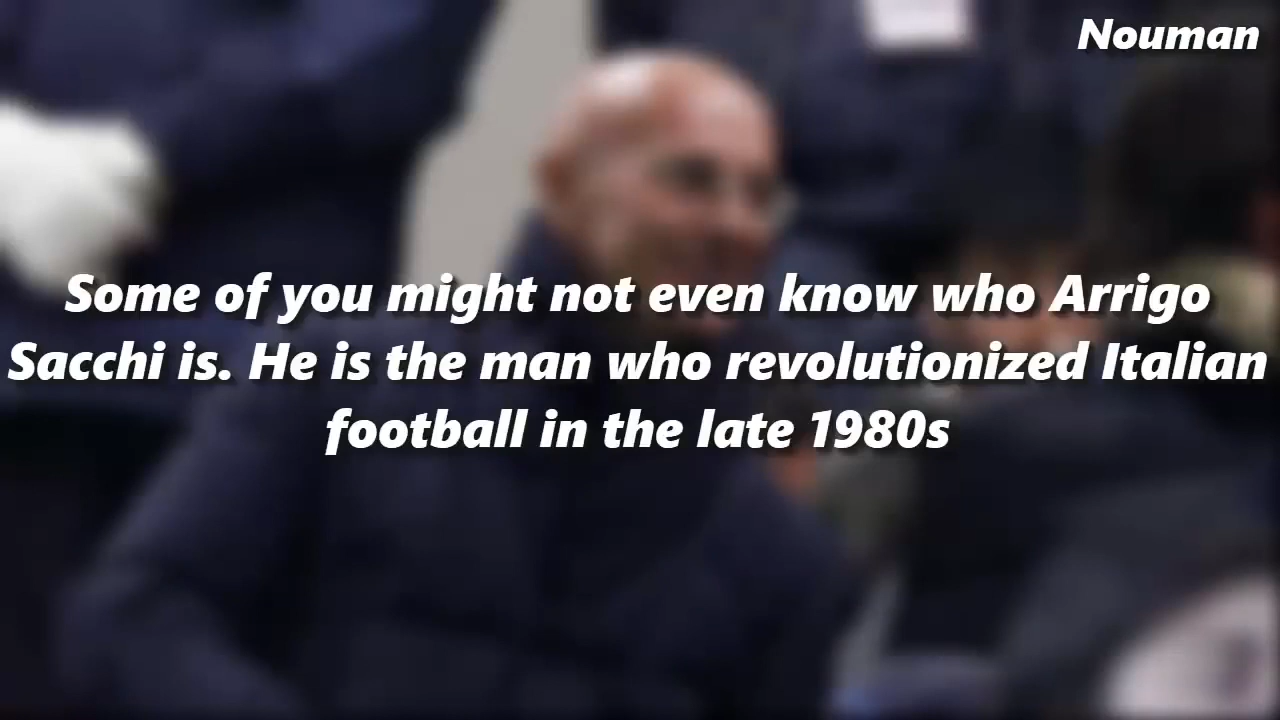 Nouman
Some of you might not even know who Arrigo
Sacchi is. He is the man who revolutionized Italian
football in the late 1980s